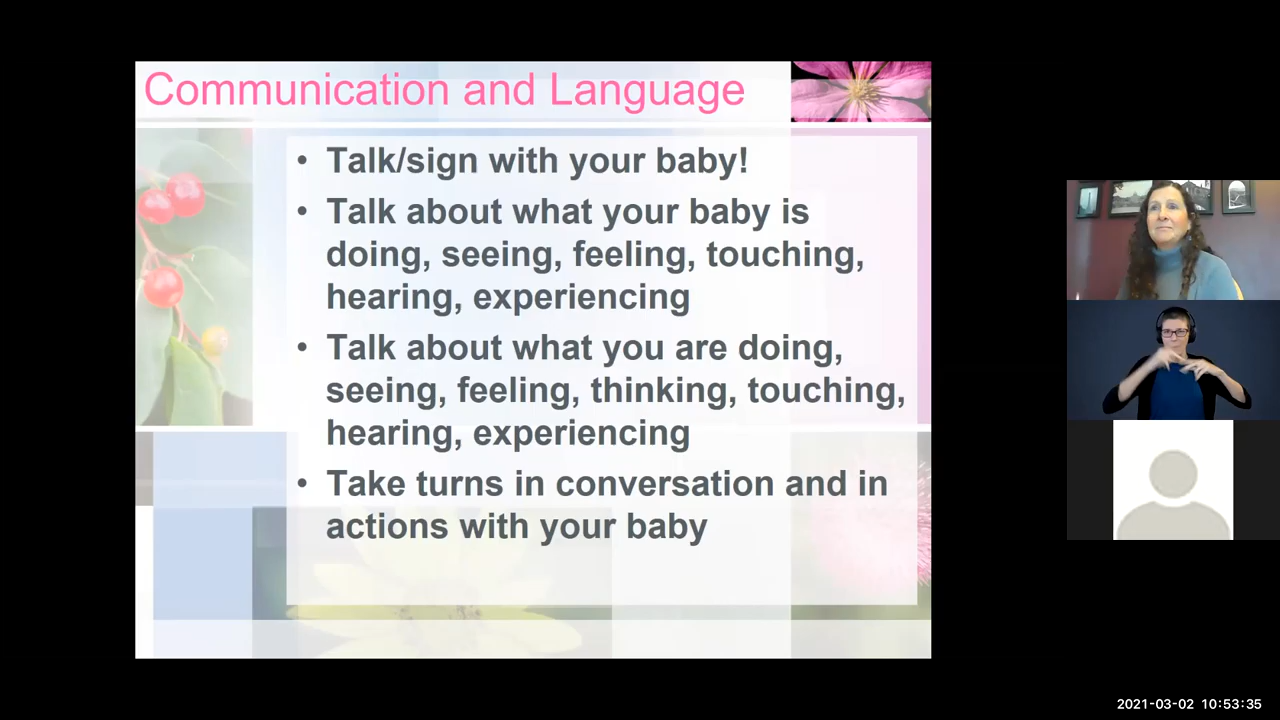 Communication and Language
• Talk/sign with your baby!
• Talk about what your baby is
doing, seeing, feeling, touching,
hearing, experiencing
• Talk about what you are doing,
seeing, feeling, thinking, touching,
hearing, experiencing
• Take turns in conversation and in
actions with your baby
2021-03-02 10:53:35